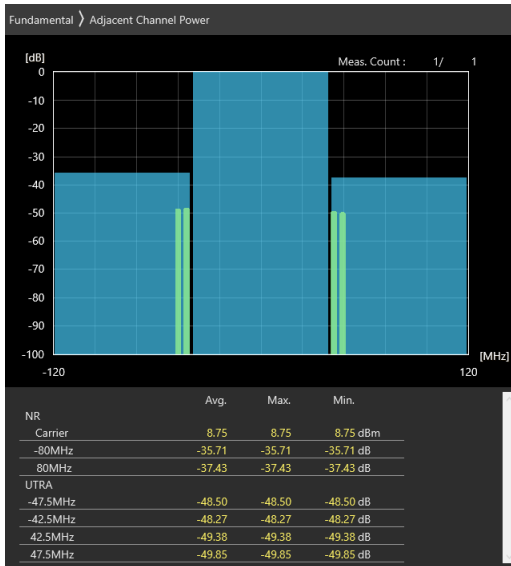 Fundamental 〉 Adjacent Channel Power
[dB]
Meas. Count : 1/ 1
0
-10
-20
-30
-40
-50
-60
-70
-80
-90
-100
[MHz]
-120 120
Avg. Max. Min.
NR
Carrier 8.75 8.75 8.75 dBm
-80MHz -35.71 -35.71 -35.71 dB
80MHz -37.43 -37.43 -37.43 dB
UTRA
-47.5MHz -48.50 -48.50 -48.50 dB
-42.5MHz -48.27 -48.27 -48.27 dB
42.5MHz -49.38 -49.38 -49.38 dB
47.5MHz -49.85 -49.85 -49.85 dB